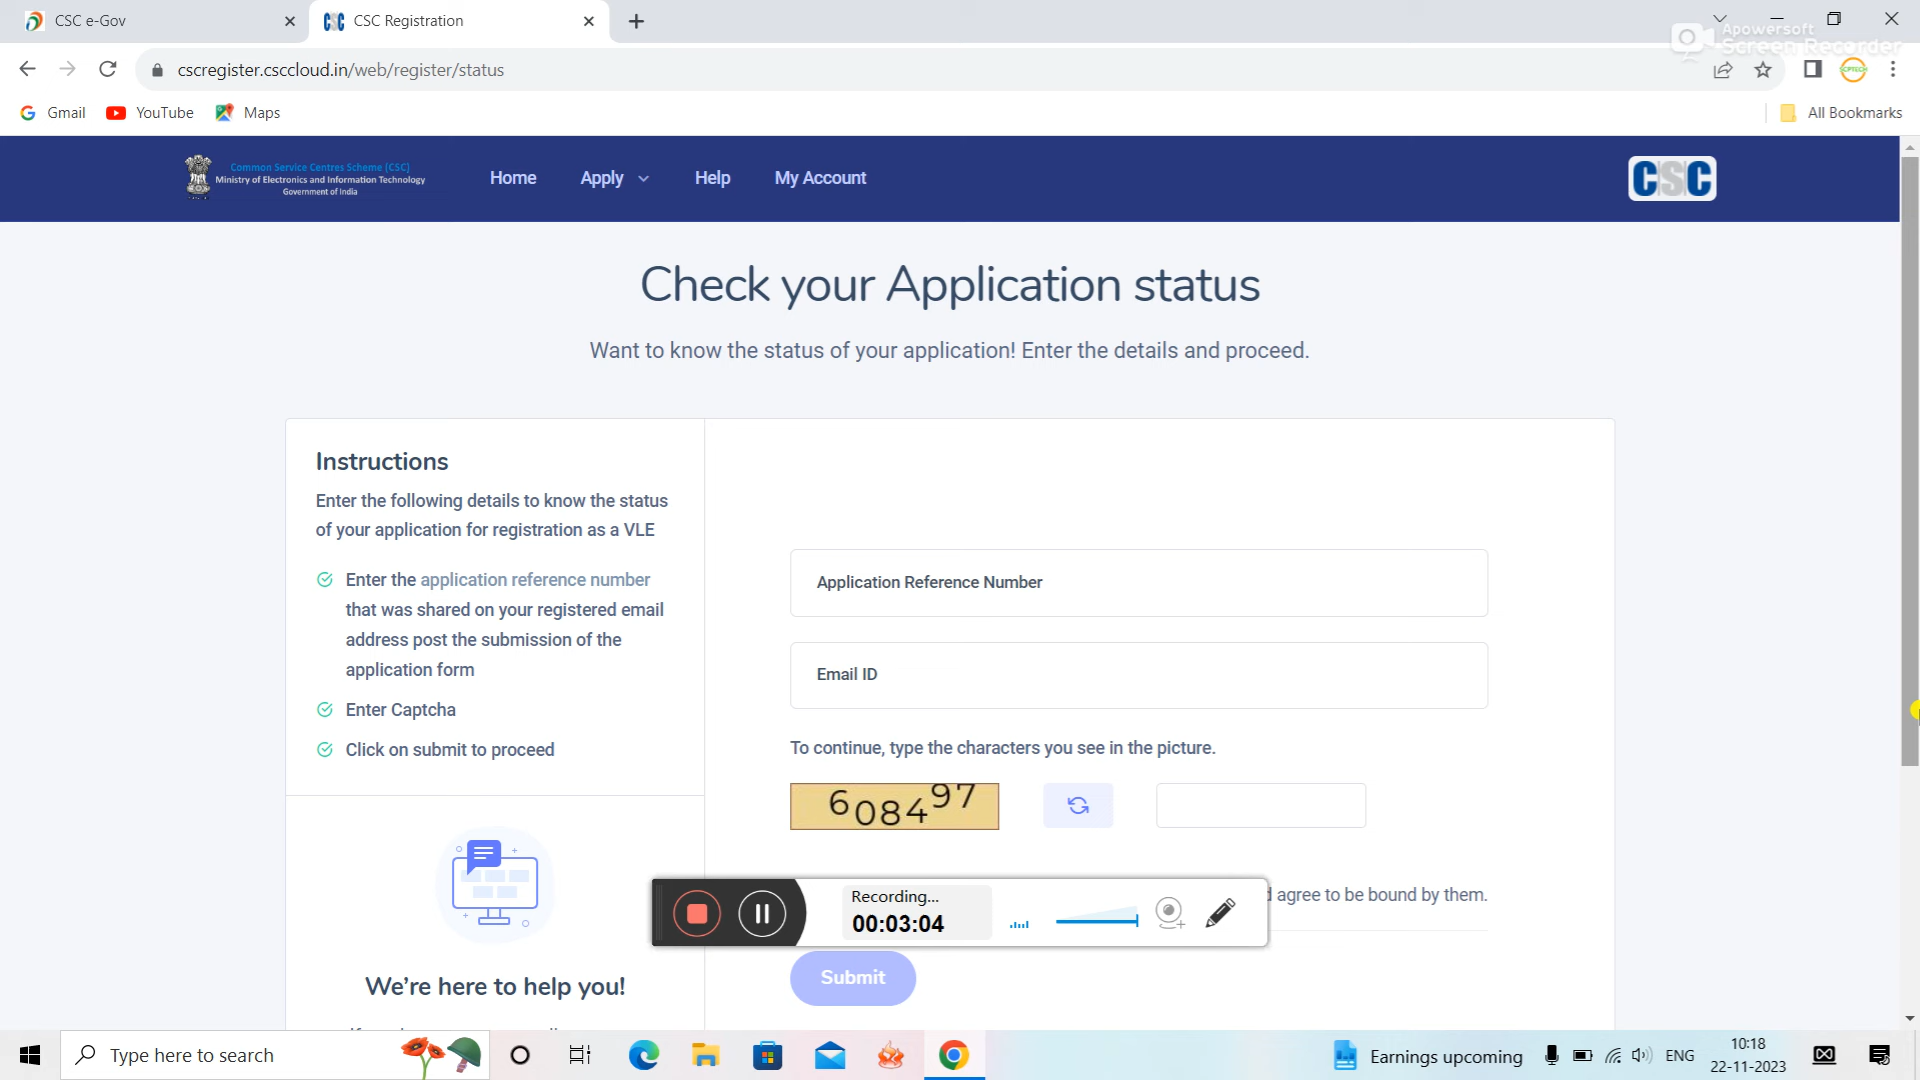 CSC e-Gov
CSC Registration
Apowersoft
Screen Recorder
cscregister.csccloud.in/web/register/status
SCPTECH
Gmail
YouTube
Maps
All Bookmarks
Common Service Centres Scheme (CSC)
Ministry of Electronics and Information Technology
Government of India
Home
Apply
Help
My Account
CSC
Check your Application status
Want to know the status of your application! Enter the details and proceed.
Instructions
Enter the following details to know the status
of your application for registration as a VLE
Enter the application reference number
that was shared on your registered email
address post the submission of the
application form
Enter Captcha
Click on submit to proceed
We're here to help you!
Application Reference Number
Email ID
To continue, type the characters you see in the picture.
608497
agree to be bound by them.
Recording...
00:03:04
Submit
Type here to search
Earnings upcoming
ENG
10:18
22-11-2023